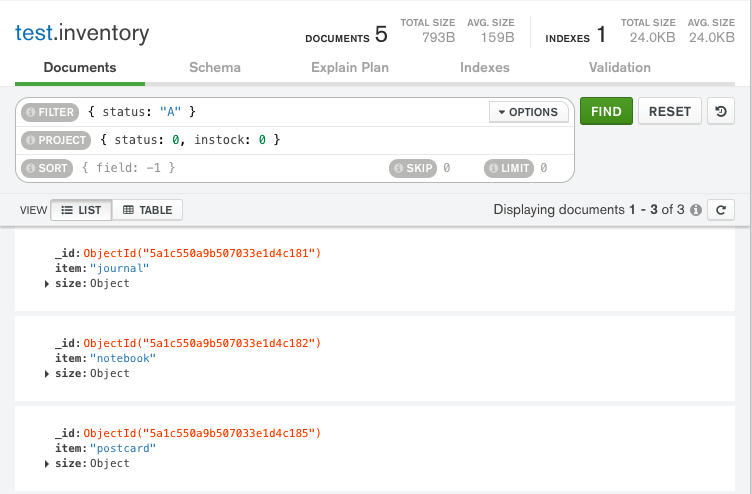 test.inventory
DOCUMENTS 5 TOTAL SIZE 793B AVG. SIZE 159B INDEXES 1 TOTAL SIZE 24.0KB AVG. SIZE 24.0KB
Documents Schema Explain Plan Indexes Validation
FILTER { status: "A" } OPTIONS FIND RESET
PROJECT { status: 0, instock: 0 }
SORT { field: -1 } SKIP 0 LIMIT 0
VIEW LIST TABLE Displaying documents 1 - 3 of 3
_id: ObjectId("5a1c550a9b507033e1d4c181")
item: "journal"
size: Object
_id: ObjectId("5a1c550a9b507033e1d4c182")
item: "notebook"
size: Object
_id: ObjectId("5a1c550a9b507033e1d4c185")
item: "postcard"
size: Object